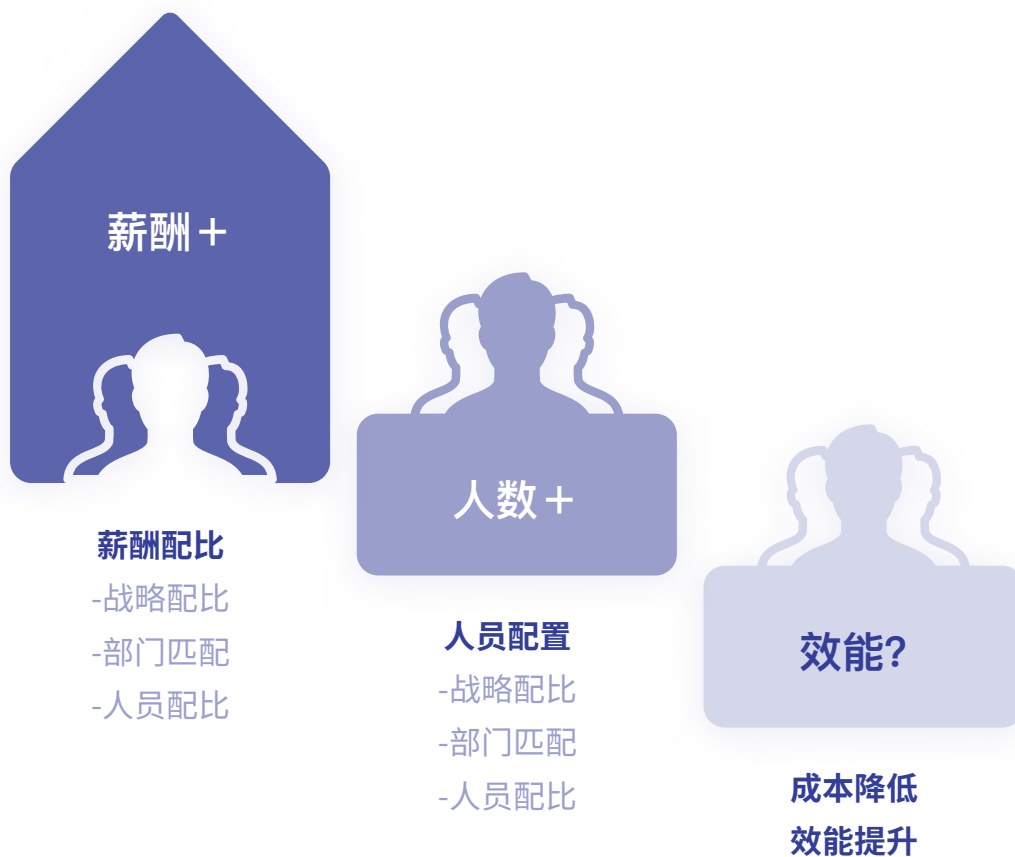 薪酬＋
薪酬配比
-战略配比
-部门匹配
-人员配比
人数＋
人员配置
-战略配比
-部门匹配
-人员配比
效能?
成本降低
效能提升